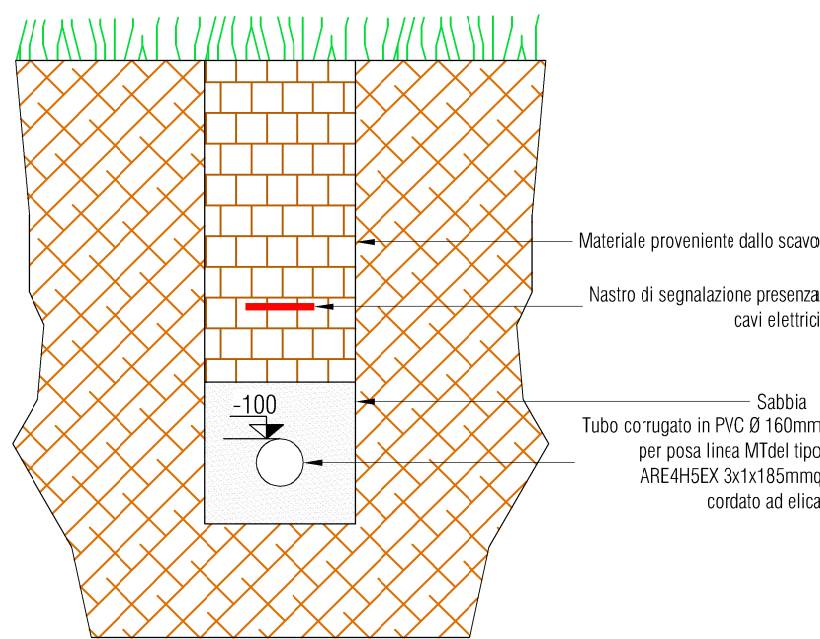 Materiale proveniente dallo scavo
Nastro di segnalazione presenza
cavi elettrici
-100
Sabbia
Tubo corrugato in PVC Ø 160mm
per posa linea MTdel tipo
ARE4H5EX 3x1x185mmq
cordato ad elica